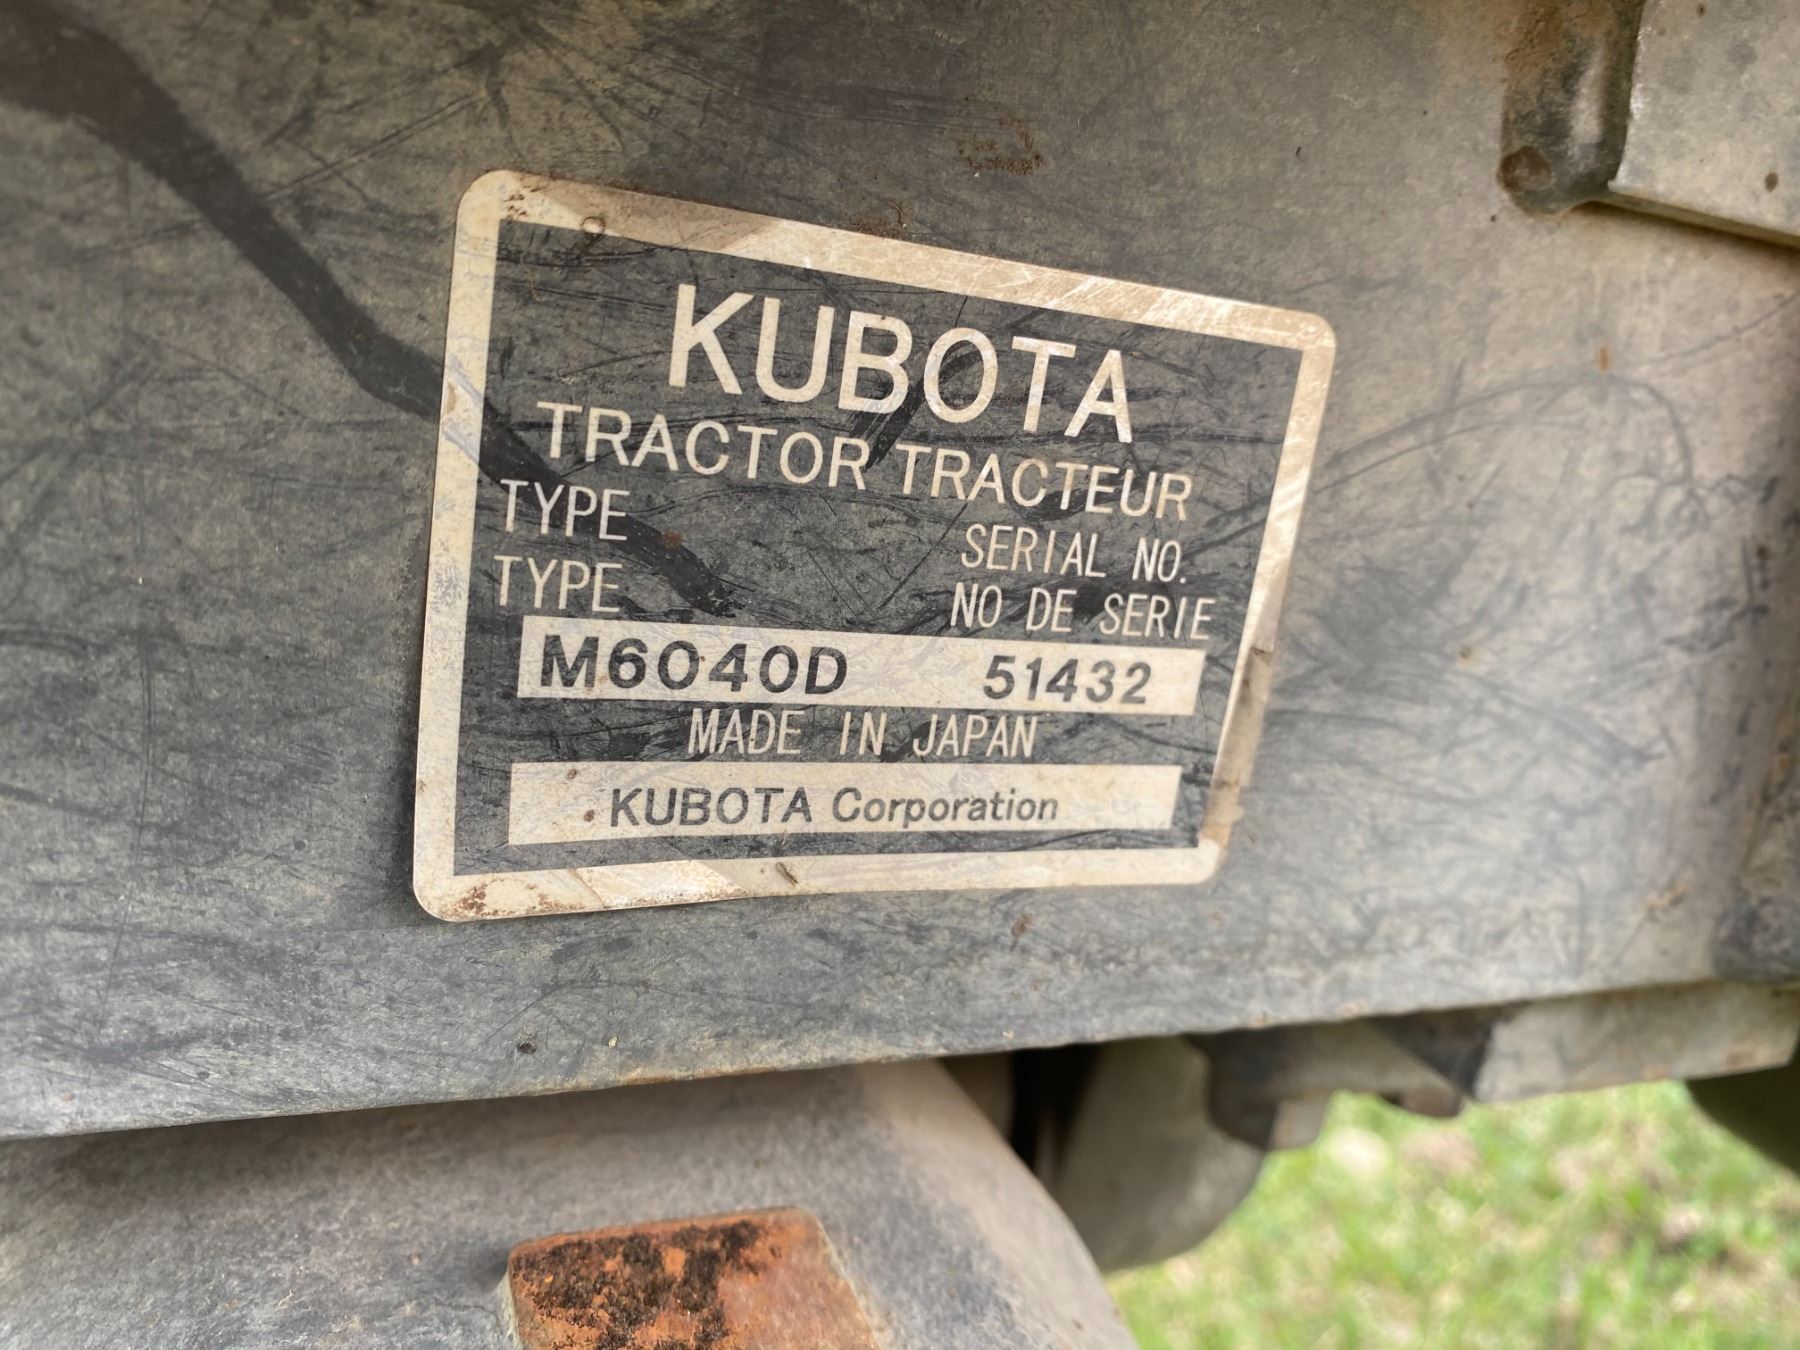 KUBOTA
TRACTOR TRACTEUR
TYPE SERIAL NO.
TYPE NO DE SERIE
M6040D 51432
MADE IN JAPAN
KUBOTA Corporation